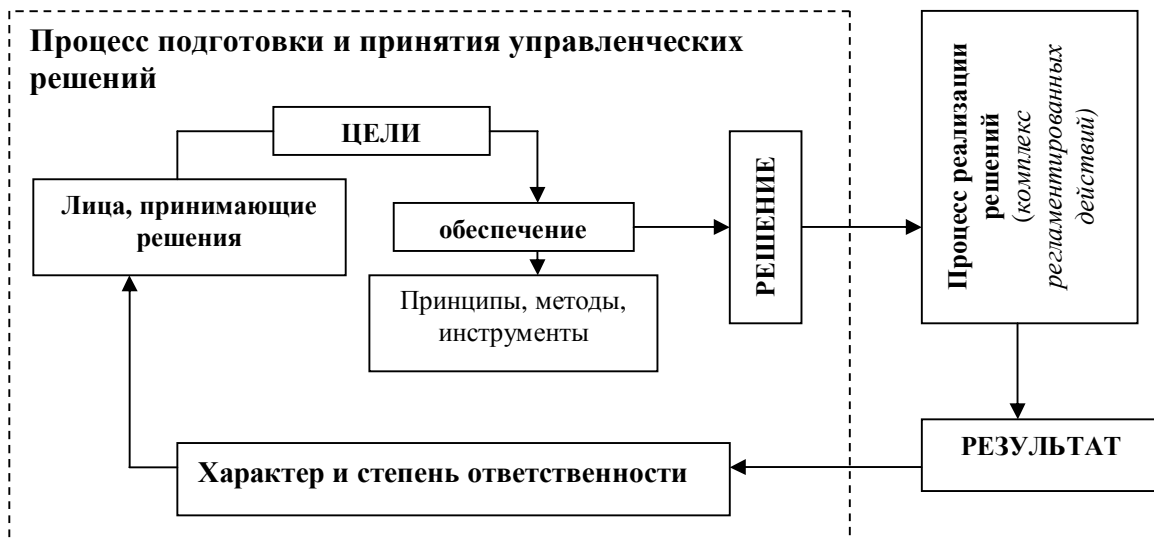 Процесс подготовки и принятия управленческих
решений
ЦЕЛИ
Лица, принимающие
решения
обеспечение
Принципы, методы,
инструменты
РЕШЕНИЕ
Процесс реализации
решений
(комплекс
регламентированных
действий)
РЕЗУЛЬТАТ
Характер и степень ответственности